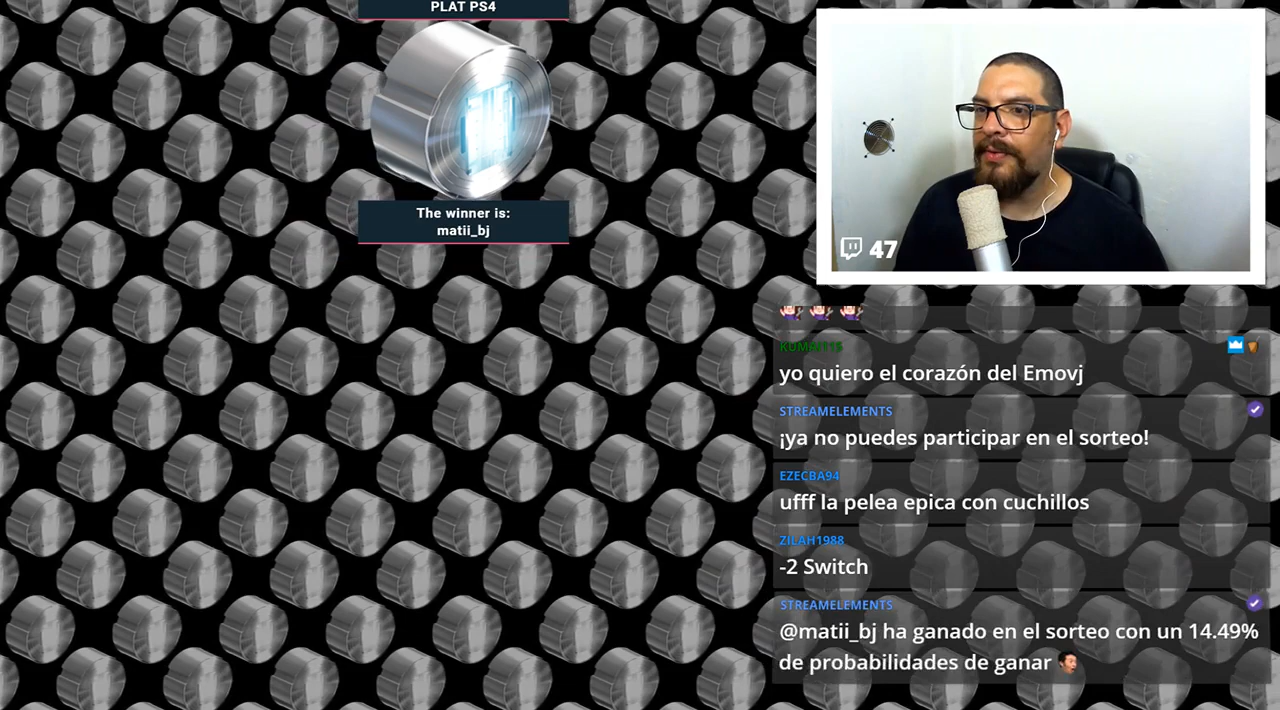 PLAT PS4
The winner is:
matii_bj
47
KUMAI115
yo quiero el corazón del Emovj
STREAMELEMENTS
¡ya no puedes participar en el sorteo!
EZECBA94
ufff la pelea epica con cuchillos
ZILAH1988
-2 Switch
STREAMELEMENTS
@matii_bj ha ganado en el sorteo con un 14.49%
de probabilidades de ganar